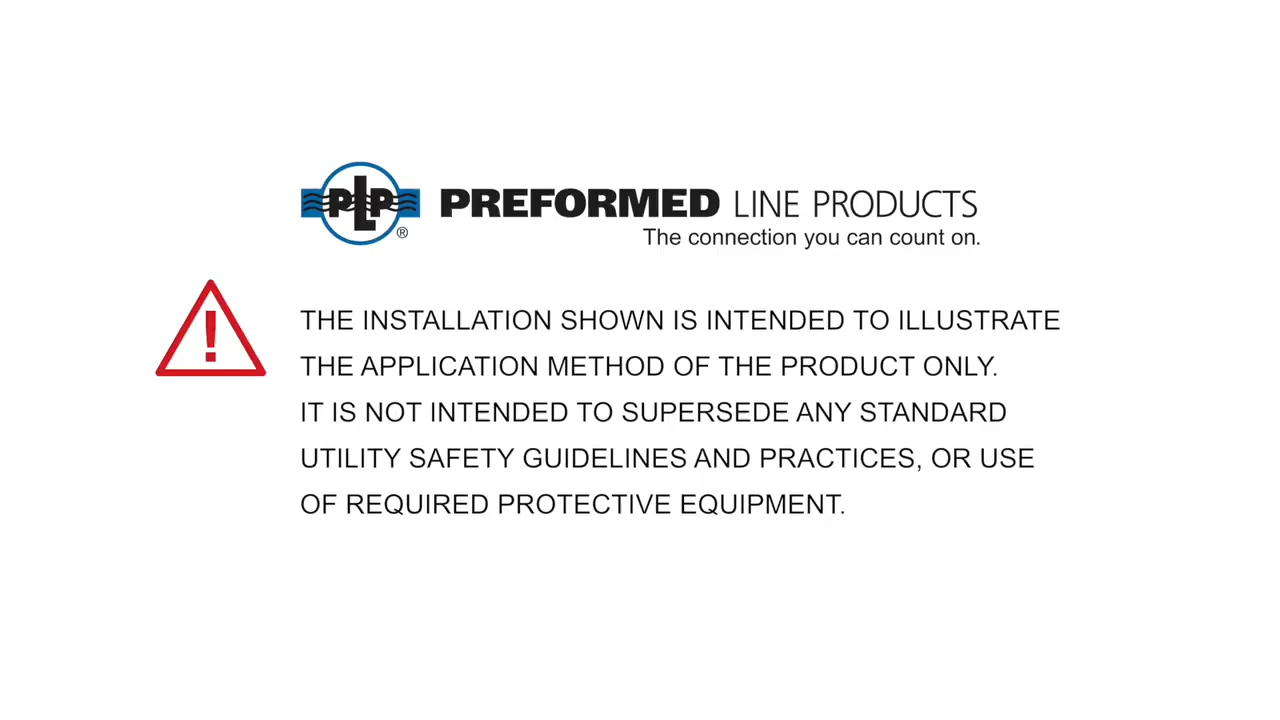 PLP® PREFORMED LINE PRODUCTS
The connection you can count on.
! THE INSTALLATION SHOWN IS INTENDED TO ILLUSTRATE
THE APPLICATION METHOD OF THE PRODUCT ONLY.
IT IS NOT INTENDED TO SUPERSEDE ANY STANDARD
UTILITY SAFETY GUIDELINES AND PRACTICES, OR USE
OF REQUIRED PROTECTIVE EQUIPMENT.